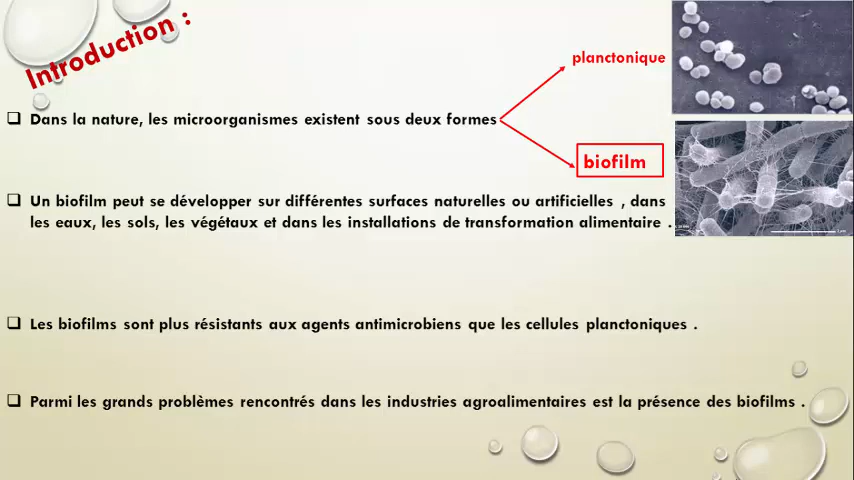 Introduction :
planctonique
❑ Dans la nature, les microorganismes existent sous deux formes
biofilm
❑ Un biofilm peut se développer sur différentes surfaces naturelles ou artificielles , dans
les eaux, les sols, les végétaux et dans les installations de transformation alimentaire .
❑ Les biofilms sont plus résistants aux agents antimicrobiens que les cellules planctoniques .
❑ Parmi les grands problèmes rencontrés dans les industries agroalimentaires est la présence des biofilms .